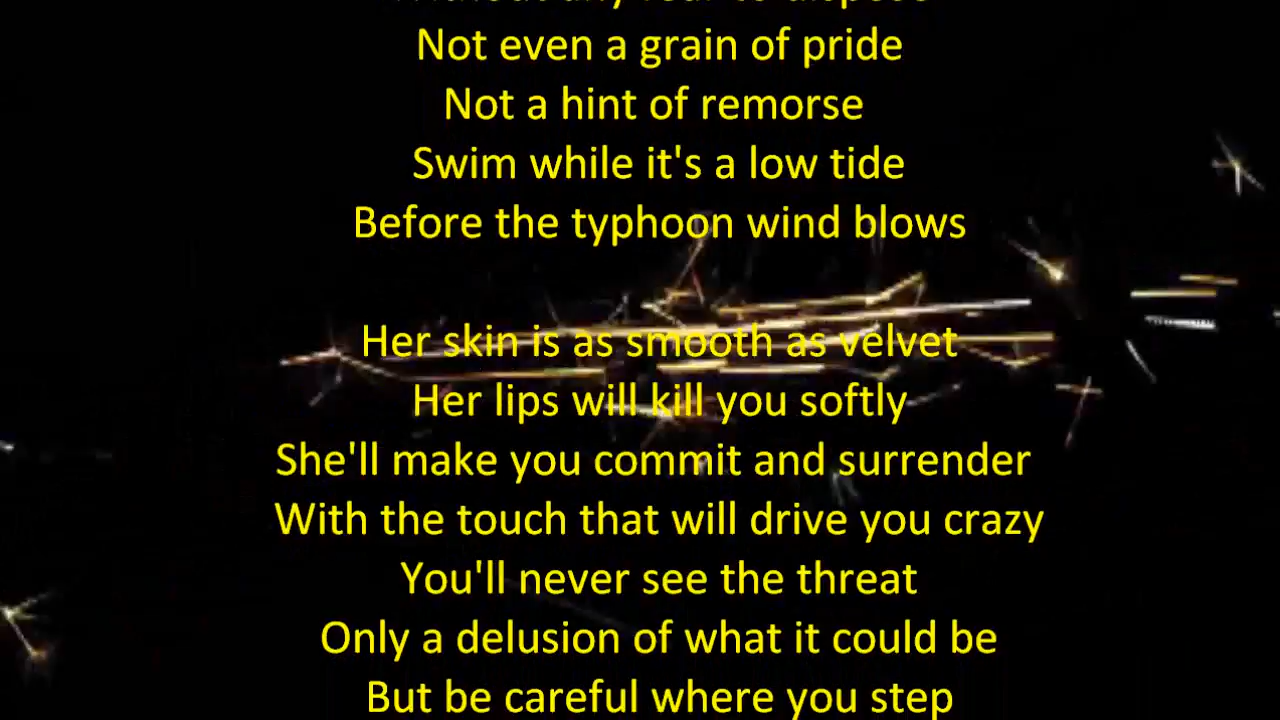 Not even a grain of pride
Not a hint of remorse
Swim while it's a low tide
Before the typhoon wind blows
Her skin is as smooth as velvet
Her lips will kill you softly
She'll make you commit and surrender
With the touch that will drive you crazy
You'll never see the threat
Only a delusion of what it could be
But be careful where you step